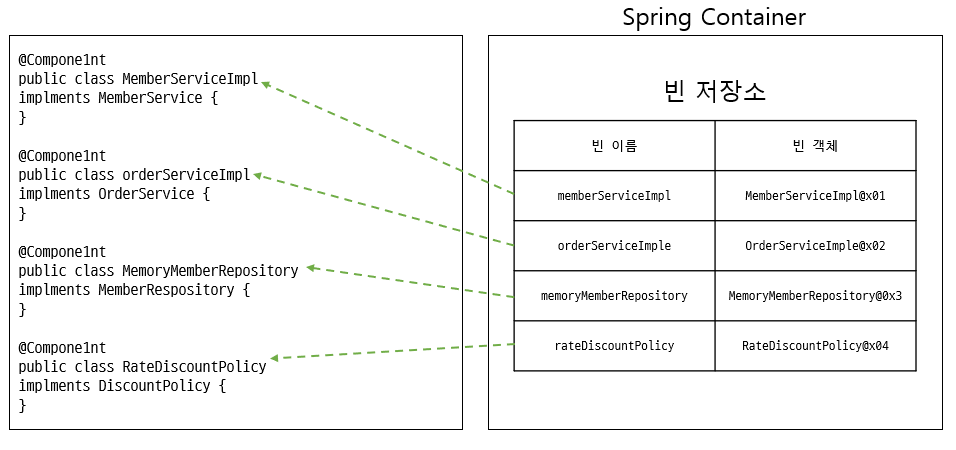 Spring Container
@Compone1nt
public class MemberServiceImpl
implments MemberService {
}
@Compone1nt
public class orderServiceImpl
implments OrderService {
}
@Compone1nt
public class MemoryMemberRepository
implments MemberRespository {
}
@Compone1nt
public class RateDiscountPolicy
implments DiscountPolicy {
}
빈 저장소
빈 이름 빈 객체
memberServiceImpl MemberServiceImpl@x01
orderServiceImple OrderServiceImple@x02
memoryMemberRepository MemoryMemberRepository@0x3
rateDiscountPolicy RateDiscountPolicy@x04